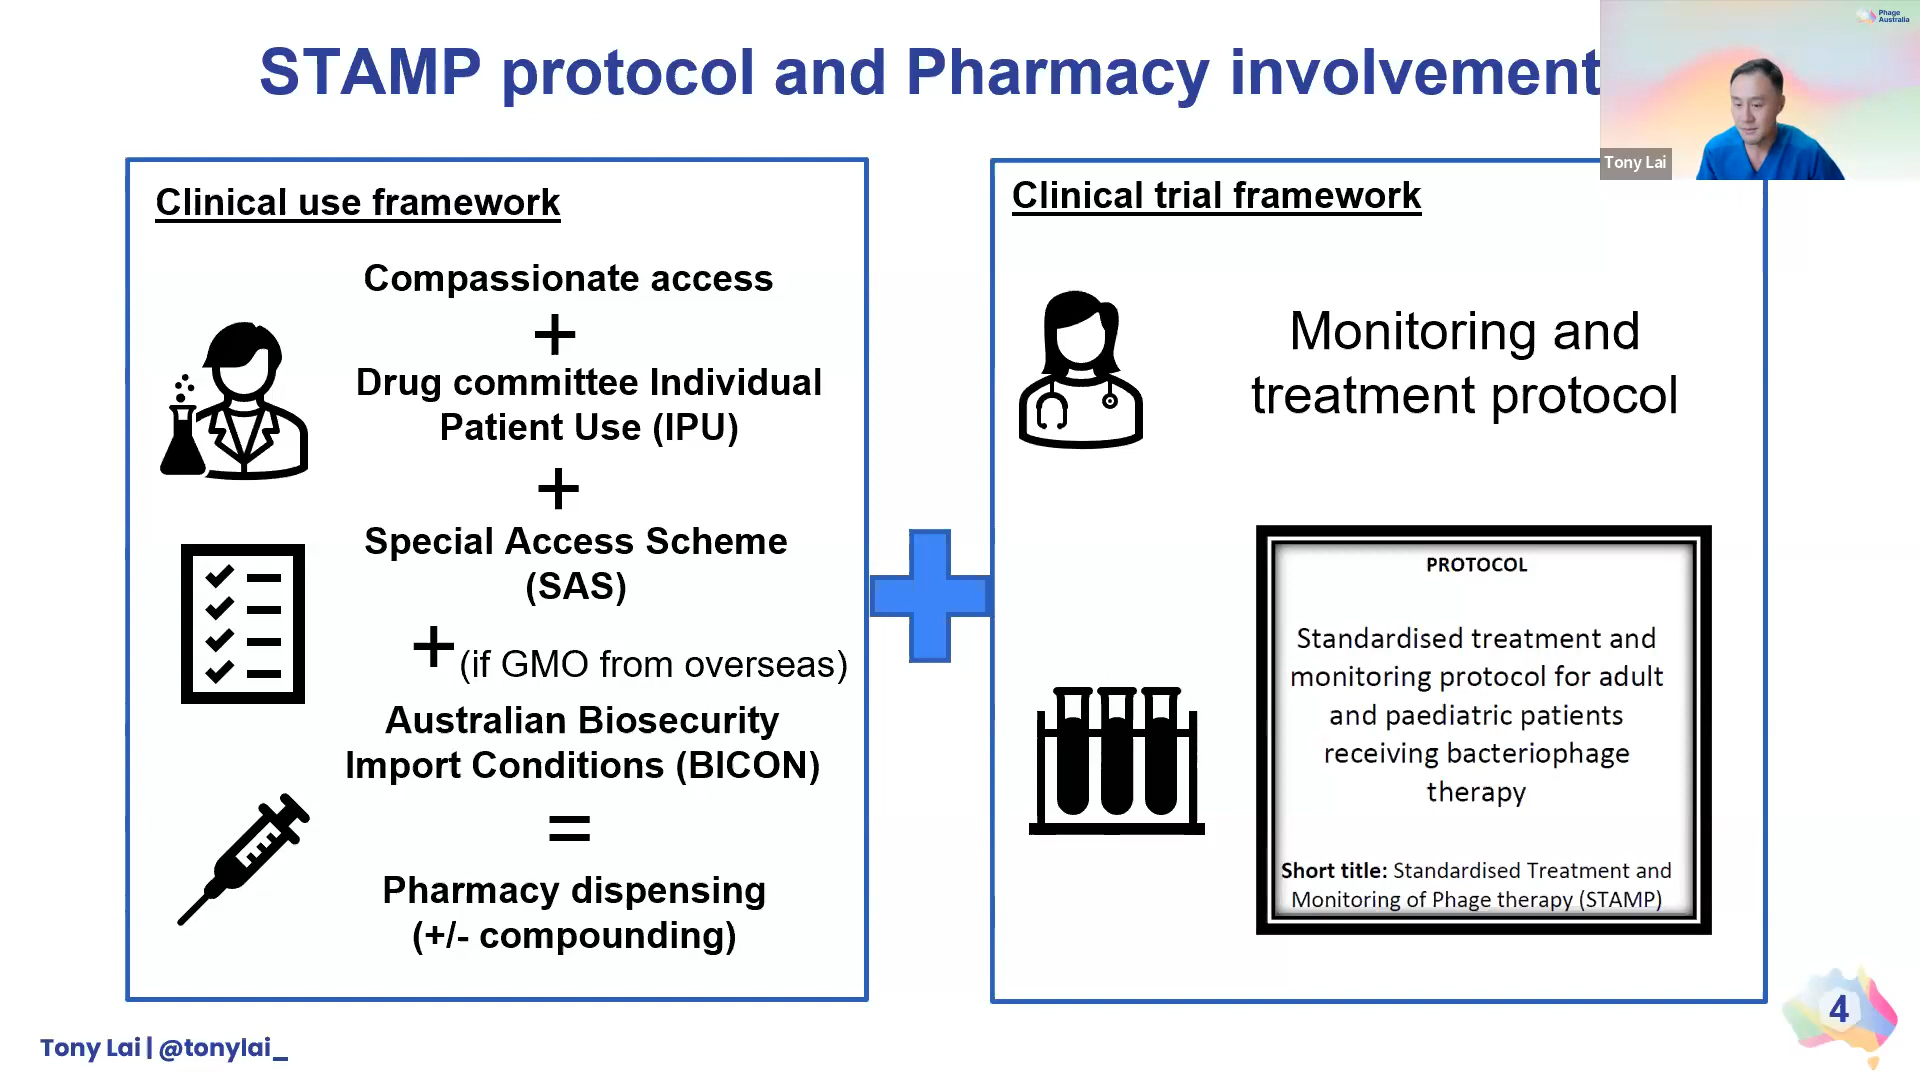 STAMP protocol and Pharmacy involvement
Phage
Australia
Tony Lai
Clinical use framework
Compassionate access
+
Drug committee Individual
Patient Use (IPU)
+
Special Access Scheme
(SAS)
+(if GMO from overseas)
Australian Biosecurity
Import Conditions (BICON)
=
Pharmacy dispensing
(+/- compounding)
Clinical trial framework
Monitoring and
treatment protocol
PROTOCOL
Standardised treatment and
monitoring protocol for adult
and paediatric patients
receiving bacteriophage
therapy
Short title: Standardised Treatment and
Monitoring of Phage therapy (STAMP)
Tony Lai | @tonylai_
4